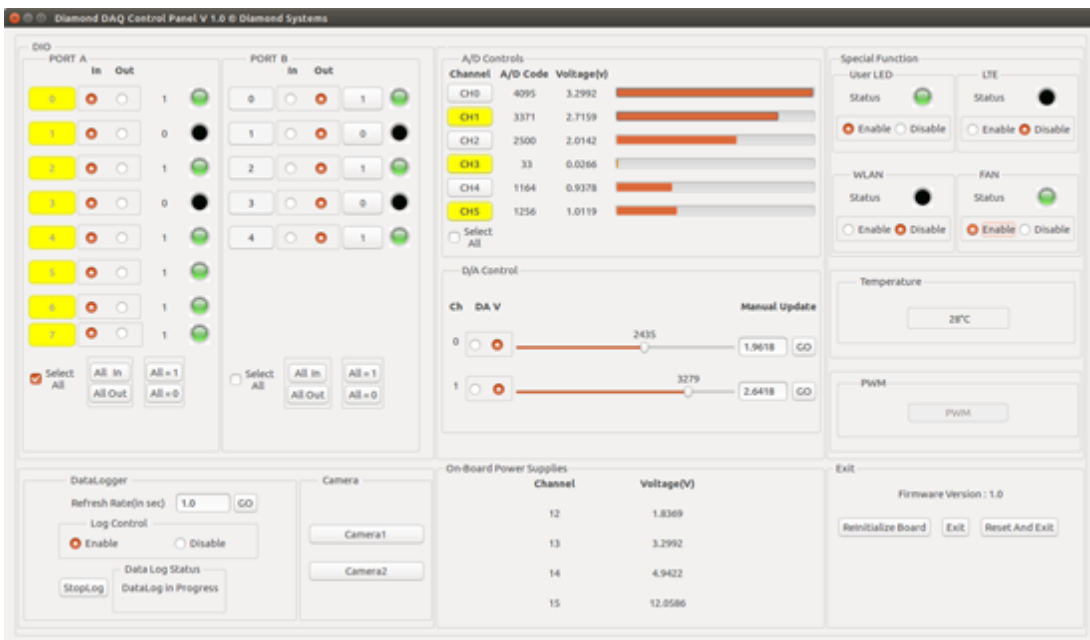 Diamond DAQ Control Panel V 1.0 © Diamond Systems
DIO
PORT A
In Out
0 1
1 0
2 1
3 0
4 1
5 1
6 1
7 1
Select All
All In All = 1
All Out All = 0
PORT B
In Out
0 1
1 0
2 1
3 0
4 1
Select All
All In All = 1
All Out All = 0
A/D Controls
Channel A/D Code Voltage(v)
CH0 4095 3.2992
CH1 3371 2.7159
CH2 2500 2.0142
CH3 33 0.0266
CH4 1164 0.9378
CH5 1256 1.0119
Select All
D/A Control
Ch DA V Manual Update
0 2435 1.9618 GO
1 3279 2.6418 GO
Special Function
User LED
Status
Enable Disable
LTE
Status
Enable Disable
WLAN
Status
Enable Disable
FAN
Status
Enable Disable
Temperature
28°C
PWM
PWM
DataLogger
Refresh Rate(in sec) 1.0 GO
Log Control
Enable Disable
Data Log Status
StopLog DataLog in Progress
Camera
Camera1
Camera2
On-Board Power Supplies
Channel Voltage(V)
12 1.8369
13 3.2992
14 4.9422
15 12.0586
Exit
Firmware Version : 1.0
Reinitialize Board Exit Reset And Exit